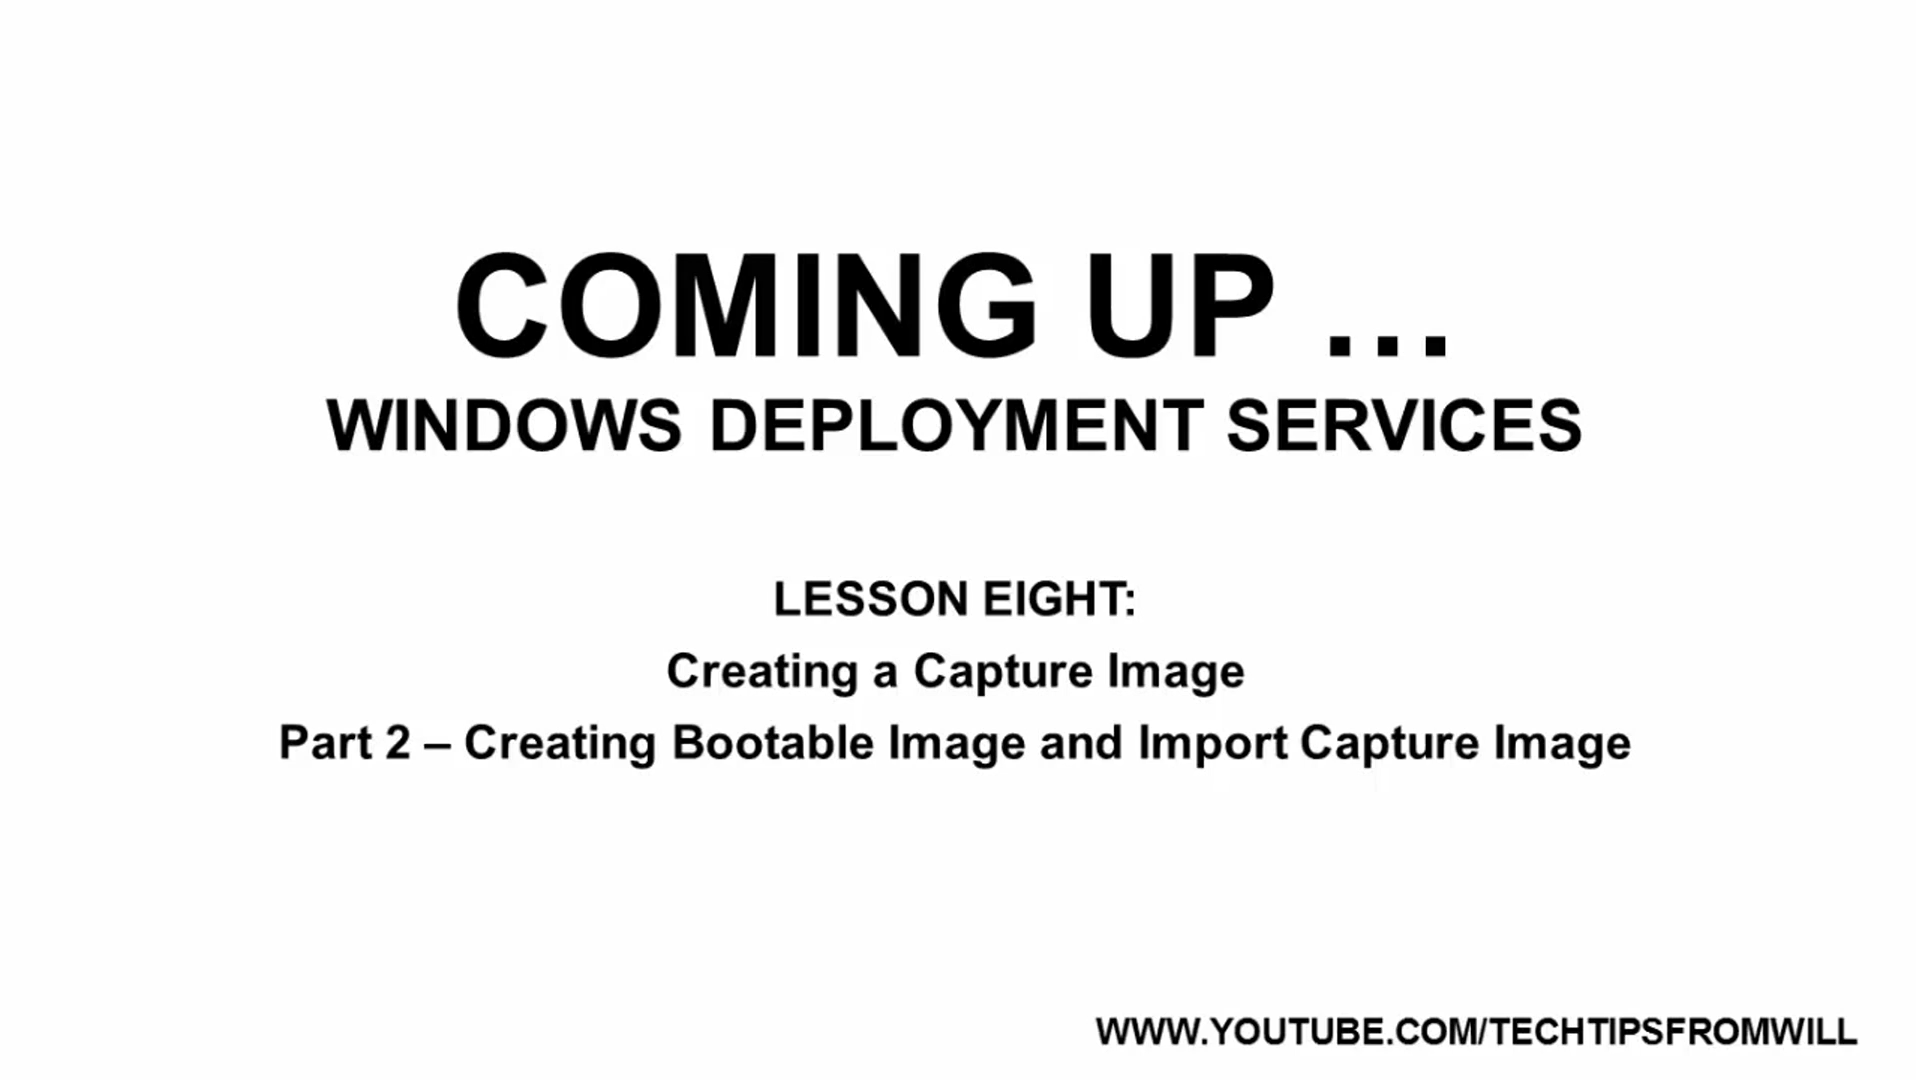 COMING UP ...
WINDOWS DEPLOYMENT SERVICES
LESSON EIGHT:
Creating a Capture Image
Part 2 – Creating Bootable Image and Import Capture Image
WWW.YOUTUBE.COM/TECHTIPSFROMWILL